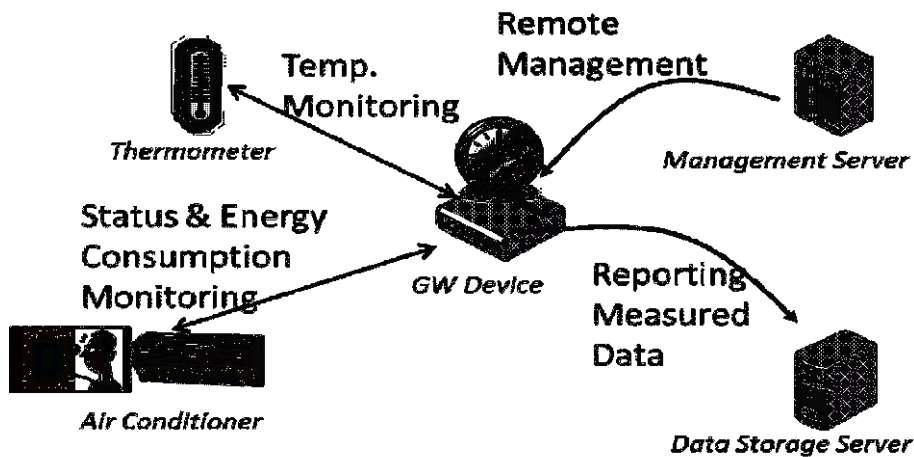 Remote
Management
Temp.
Monitoring
Thermometer
Management Server
Status & Energy
Consumption
Monitoring
GW Device
Reporting
Measured
Data
Air Conditioner
Data Storage Server